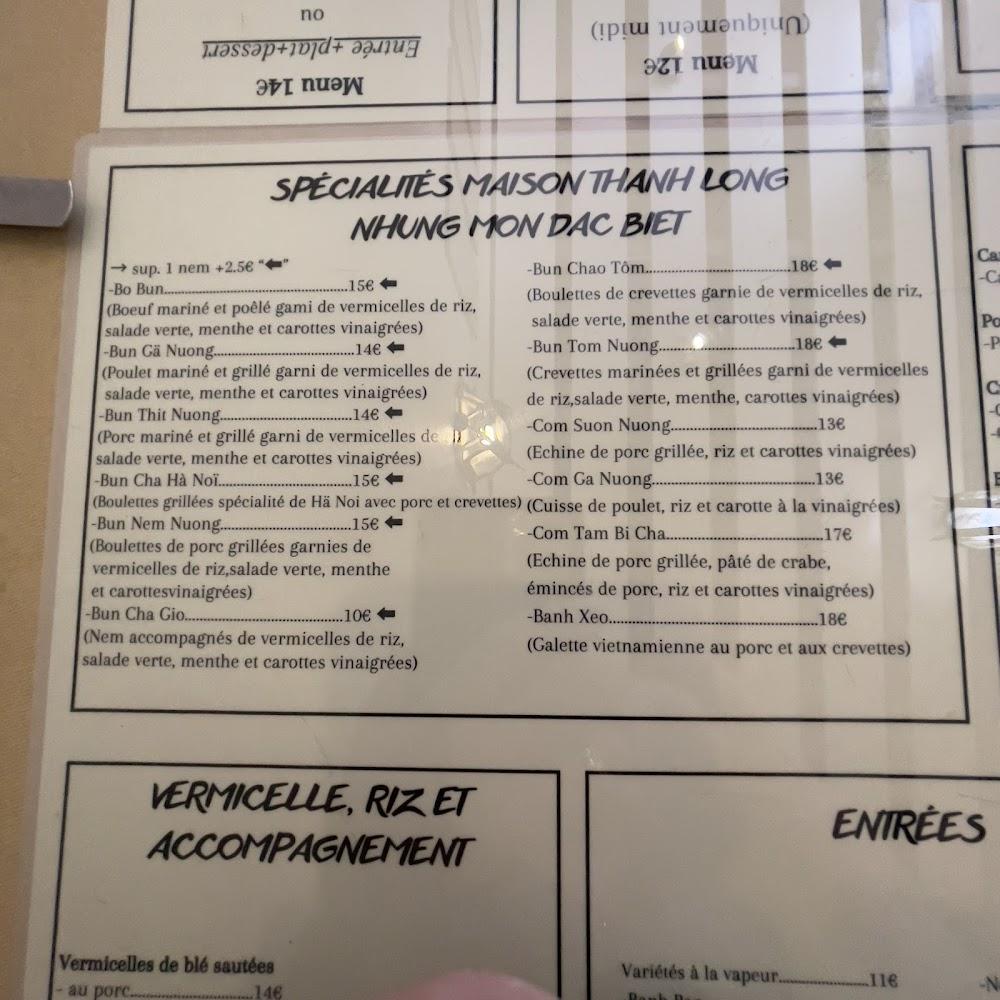 Menu 14€
Entrée +plat+dessert
ou
Menu 12€
(Uniquement midi)
SPÉCIALITÉS MAISON THANH LONG
NHUNG MON DAC BIET
→ sup. 1 nem +2.5€ "⬅"
-Bo Bun..........................................15€ ⬅
(Boeuf mariné et poêlé garni de vermicelles de riz,
salade verte, menthe et carottes vinaigrées)
-Bun Gä Nuong................................14€ ⬅
(Poulet mariné et grillé garni de vermicelles de riz,
salade verte, menthe et carottes vinaigrées)
-Bun Thit Nuong..............................14€ ⬅
(Porc mariné et grillé garni de vermicelles de
salade verte, menthe et carottes vinaigrées)
-Bun Cha Hà Noï..............................15€ ⬅
(Boulettes grillées spécialité de Hä Noi avec porc et crevettes)
-Bun Nem Nuong..............................15€ ⬅
(Boulettes de porc grillées garnies de
vermicelles de riz,salade verte, menthe
et carottesvinaigrées)
-Bun Cha Gio....................................10€ ⬅
(Nem accompagnés de vermicelles de riz,
salade verte, menthe et carottes vinaigrées)
-Bun Chao Tôm.................................18€ ⬅
(Boulettes de crevettes garnie de vermicelles de riz,
salade verte, menthe et carottes vinaigrées)
-Bun Tom Nuong...............................18€ ⬅
(Crevettes marinées et grillées garni de vermicelles
de riz,salade verte, menthe, carottes vinaigrées)
-Com Suon Nuong.................................13€
(Echine de porc grillée, riz et carottes vinaigrées)
-Com Ga Nuong.....................................13€
(Cuisse de poulet, riz et carotte à la vinaigrées)
-Com Tam Bi Cha...................................17€
(Echine de porc grillée, pâté de crabe,
émincés de porc, riz et carottes vinaigrées)
-Banh Xeo................................................18€
(Galette vietnamienne au porc et aux crevettes)
VERMICELLE, RIZ ET
ACCOMPAGNEMENT
Vermicelles de blé sautées
- au porc............................14€
ENTRÉES
Variétés à la vapeur....................11€